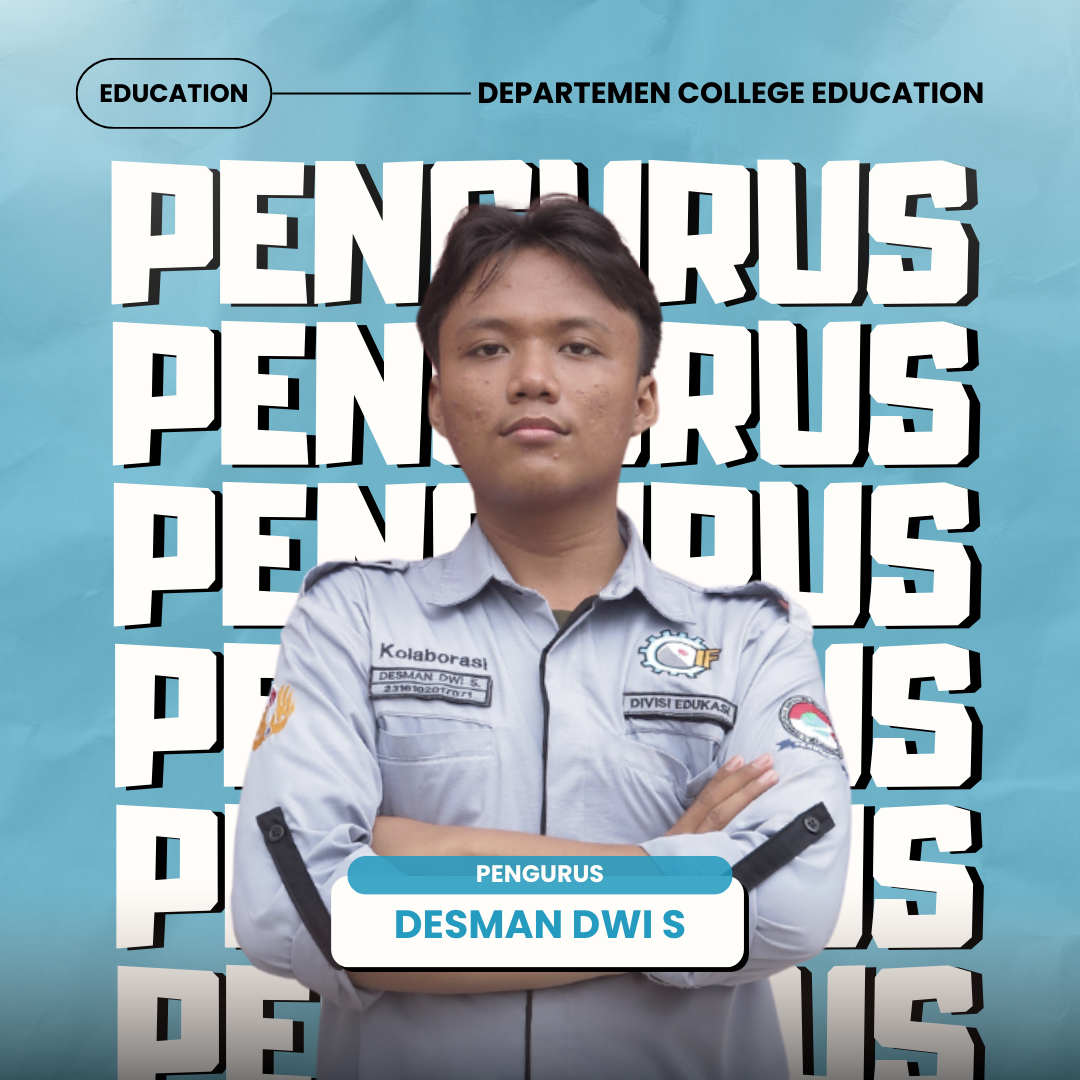 EDUCATION
DEPARTEMEN COLLEGE EDUCATION
PENGURUS
PENGURUS
PENGURUS
PENGURUS
PENGURUS
PENGURUS
Kolaborasi
DESMAN DWI S.
2316102017071
IF
DIVISI EDUKASI
PENGURUS
DESMAN DWI S